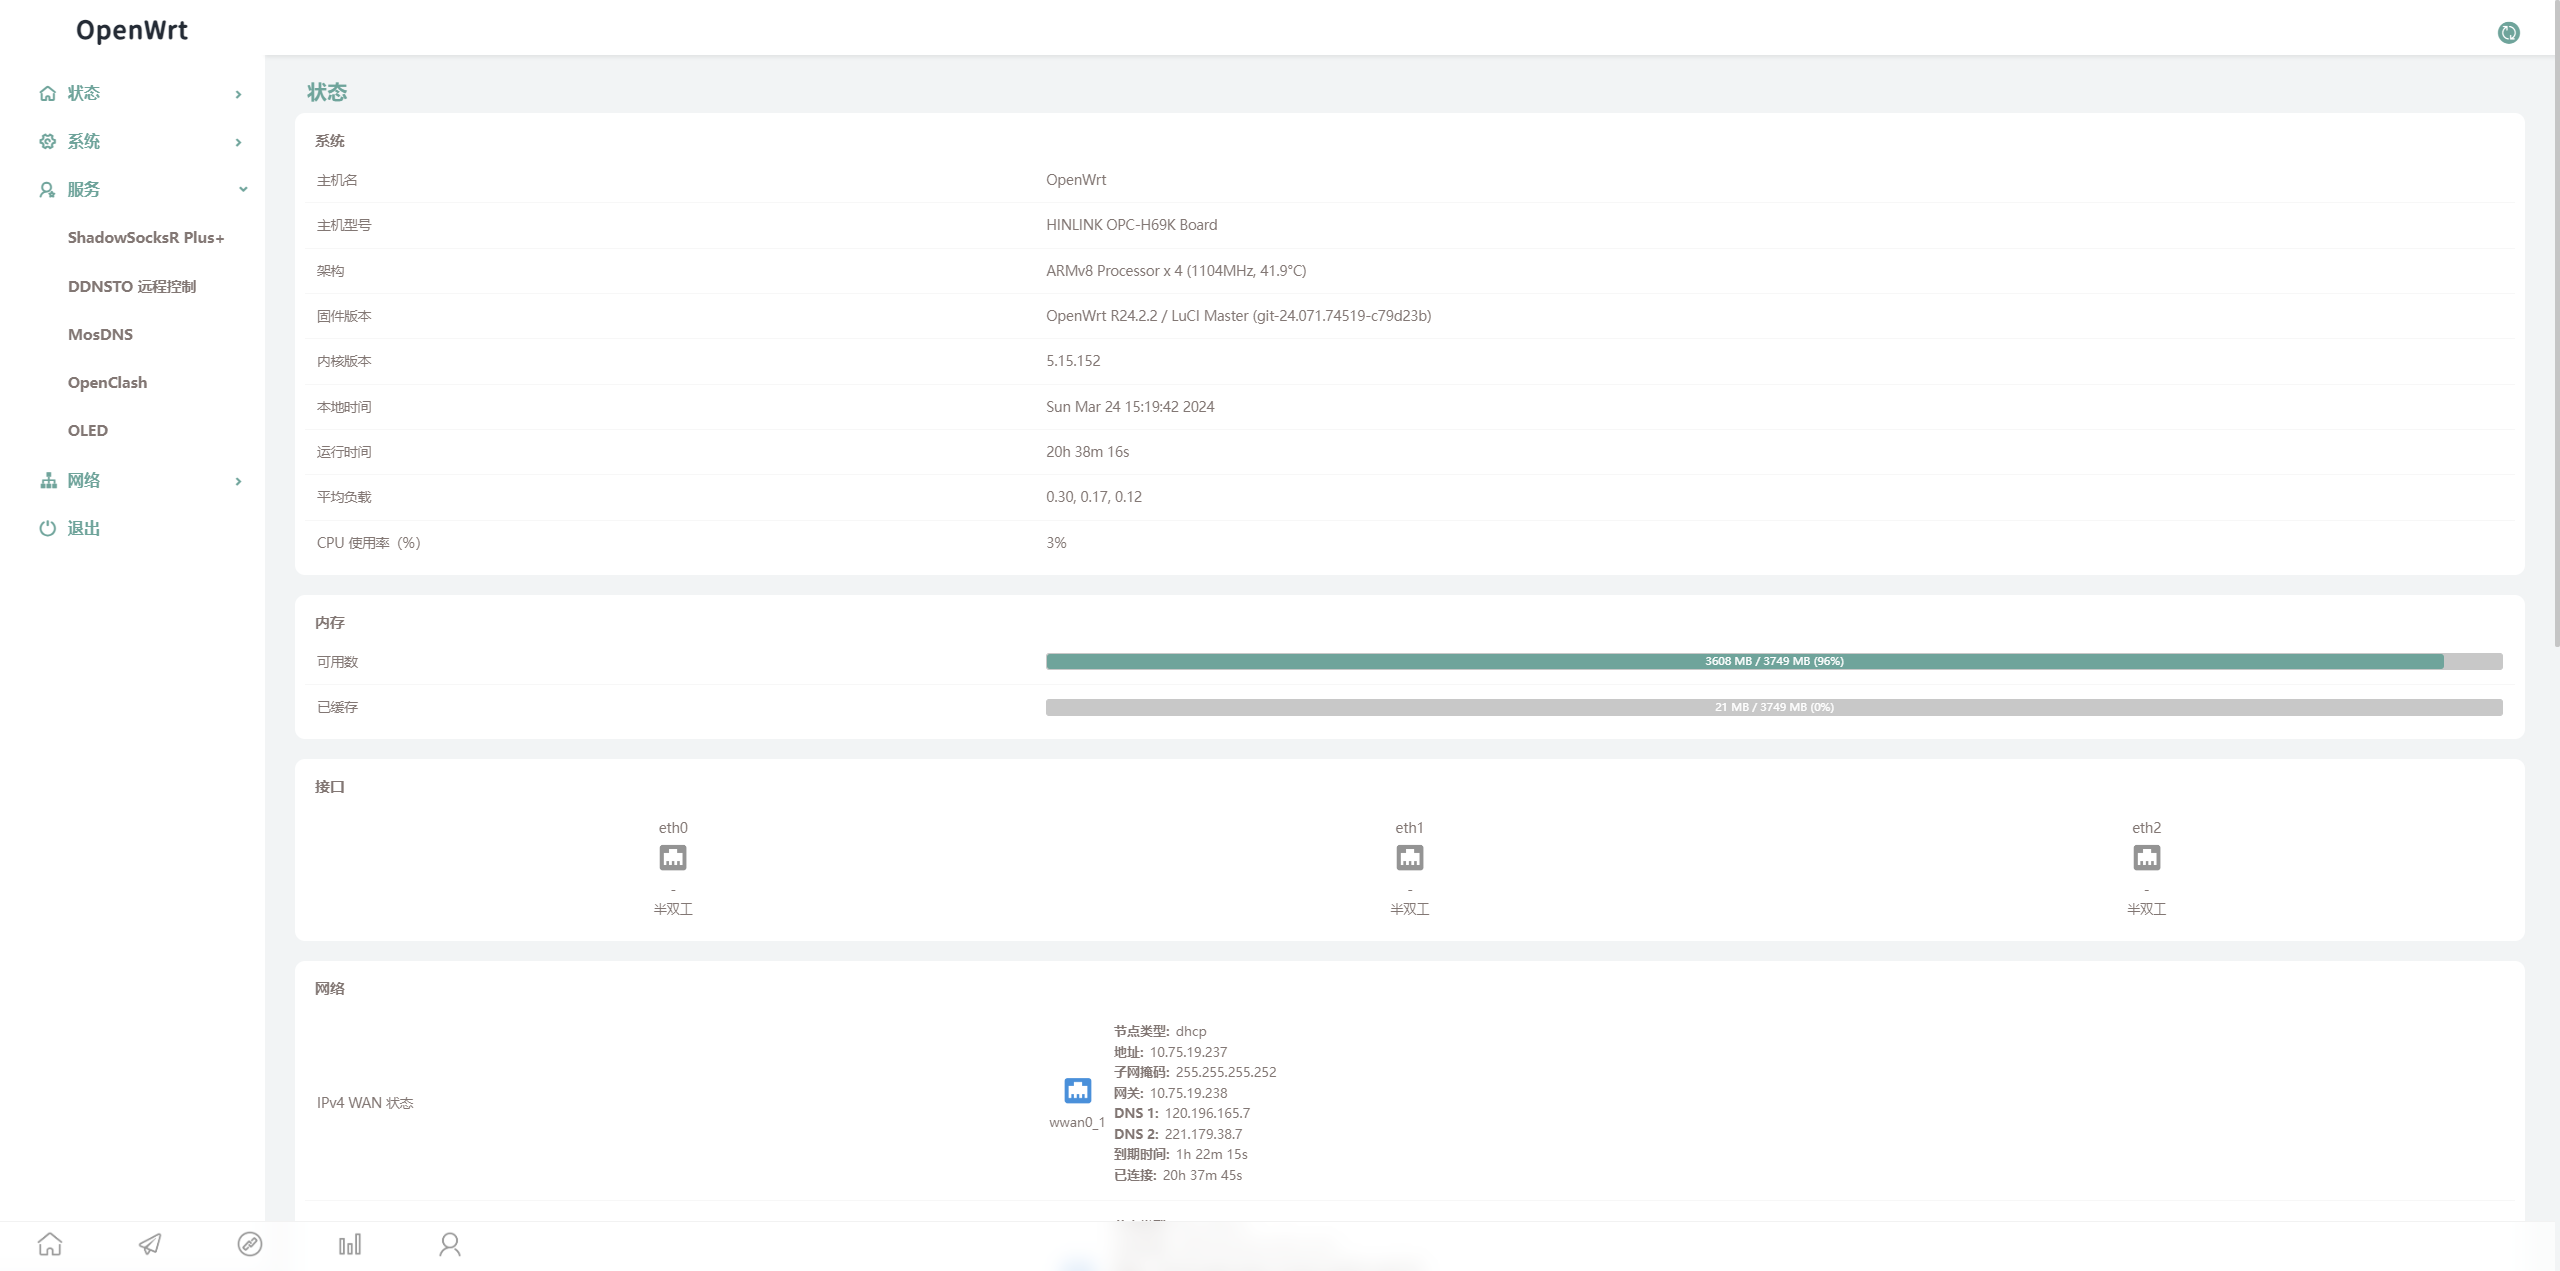 OpenWrt
状态
系统
服务
ShadowSocksR Plus+
DDNSTO 远程控制
MosDNS
OpenClash
OLED
网络
退出
状态
系统
主机名 OpenWrt
主机型号 HINLINK OPC-H69K Board
架构 ARMv8 Processor x 4 (1104MHz, 41.9°C)
固件版本 OpenWrt R24.2.2 / LuCI Master (git-24.071.74519-c79d23b)
内核版本 5.15.152
本地时间 Sun Mar 24 15:19:42 2024
运行时间 20h 38m 16s
平均负载 0.30, 0.17, 0.12
CPU 使用率（%） 3%
内存
可用数 3608 MB / 3749 MB (96%)
已缓存 21 MB / 3749 MB (0%)
接口
eth0 eth1 eth2
- - -
半双工 半双工 半双工
网络
IPv4 WAN 状态
wwan0_1
节点类型: dhcp
地址: 10.75.19.237
子网掩码: 255.255.255.252
网关: 10.75.19.238
DNS 1: 120.196.165.7
DNS 2: 221.179.38.7
到期时间: 1h 22m 15s
已连接: 20h 37m 45s